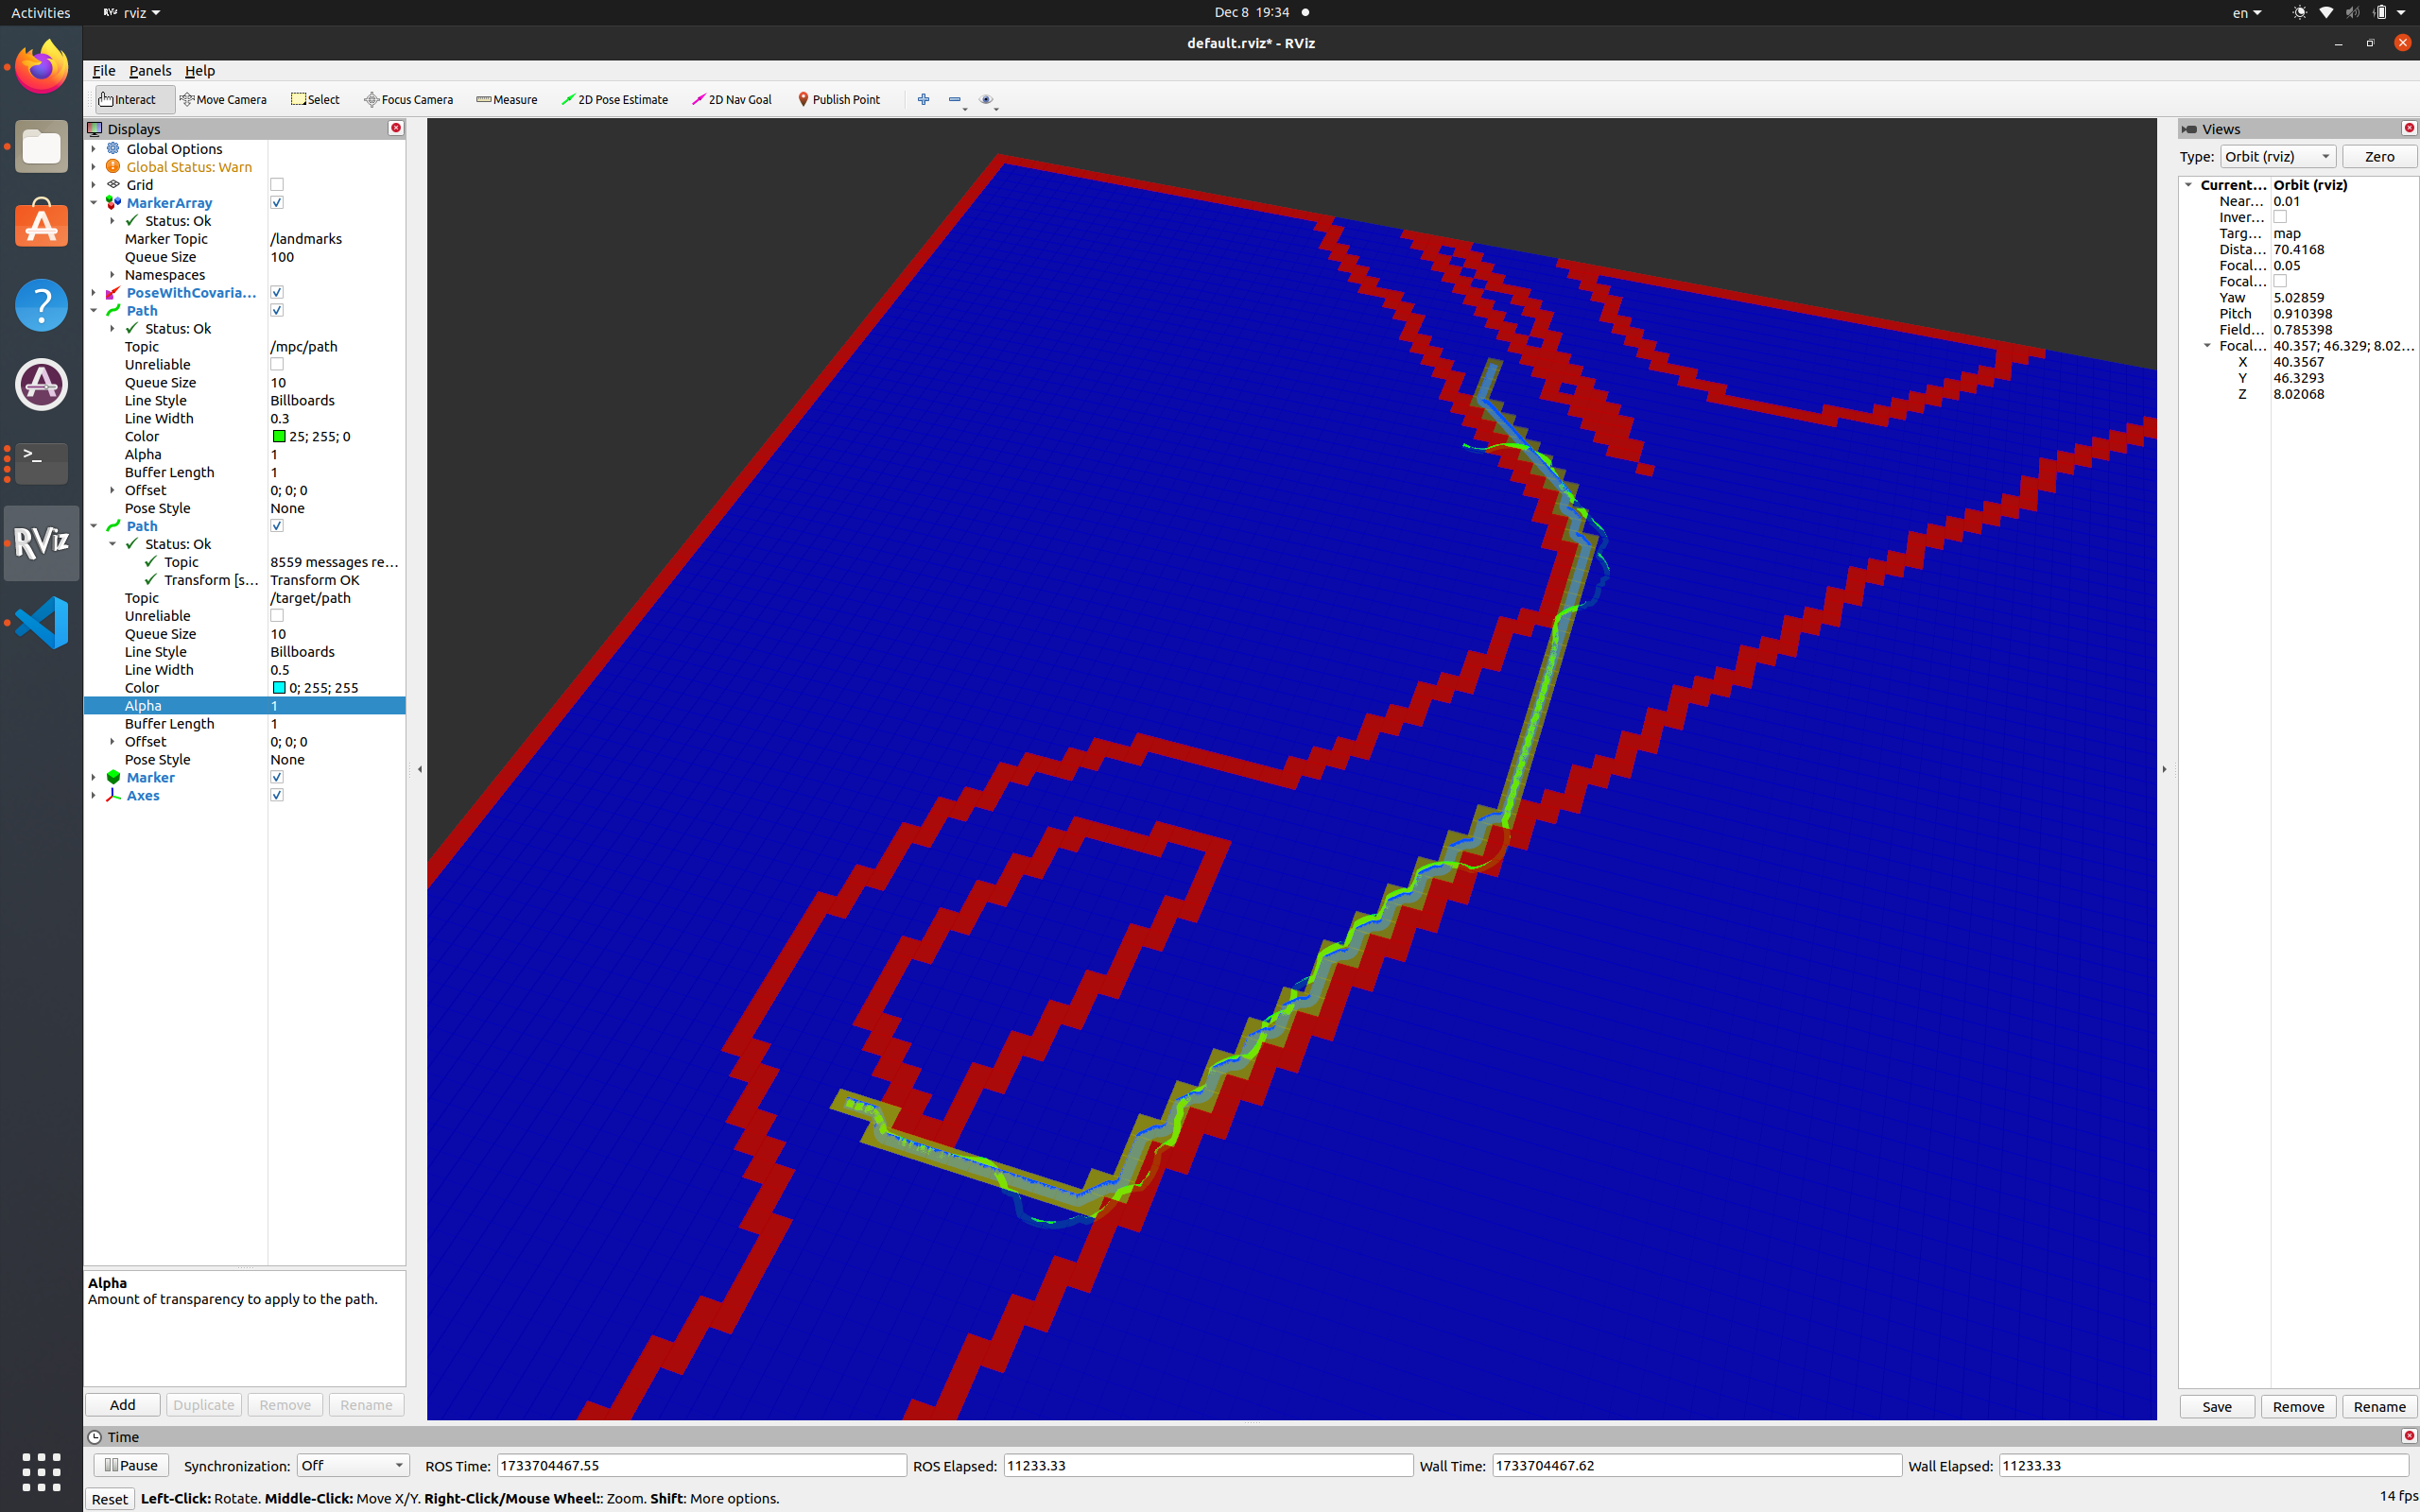 Activities rviz Dec 8 19:34 en
default.rviz* - RViz
File Panels Help
Interact Move Camera Select Focus Camera Measure 2D Pose Estimate 2D Nav Goal Publish Point
Displays
Global Options
Global Status: Warn
Grid
MarkerArray
Status: Ok
Marker Topic /landmarks
Queue Size 100
Namespaces
PoseWithCovaria...
Path
Status: Ok
Topic /mpc/path
Unreliable
Queue Size 10
Line Style Billboards
Line Width 0.3
Color 25; 255; 0
Alpha 1
Buffer Length 1
Offset 0; 0; 0
Pose Style None
Path
Status: Ok
Topic 8559 messages re...
Transform [s... Transform OK
Topic /target/path
Unreliable
Queue Size 10
Line Style Billboards
Line Width 0.5
Color 0; 255; 255
Alpha 1
Buffer Length 1
Offset 0; 0; 0
Pose Style None
Marker
Axes
Alpha
Amount of transparency to apply to the path.
Add Duplicate Remove Rename
RViz
Views
Type: Orbit (rviz) Zero
Current... Orbit (rviz)
Near... 0.01
Inver...
Targ... map
Dista... 70.4168
Focal... 0.05
Focal...
Yaw 5.02859
Pitch 0.910398
Field... 0.785398
Focal... 40.357; 46.329; 8.02...
X 40.3567
Y 46.3293
Z 8.02068
Save Remove Rename
Time
Pause Synchronization: Off ROS Time: 1733704467.55 ROS Elapsed: 11233.33 Wall Time: 1733704467.62 Wall Elapsed: 11233.33
Reset Left-Click: Rotate. Middle-Click: Move X/Y. Right-Click/Mouse Wheel:: Zoom. Shift: More options. 14 fps